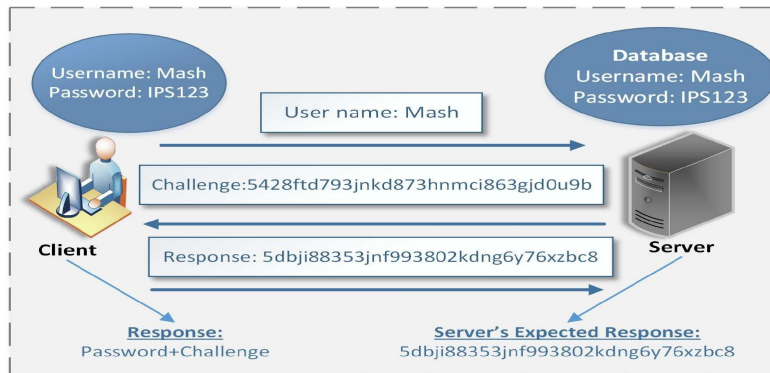 Username: Mash
Password: IPS123
Database
Username: Mash
Password: IPS123
User name: Mash
Challenge:5428ftd793jnkd873hnmci863gjd0u9b
Client
Server
Response: 5dbji88353jnf993802kdng6y76xzbc8
Response:
Password+Challenge
Server's Expected Response:
5dbji88353jnf993802kdng6y76xzbc8